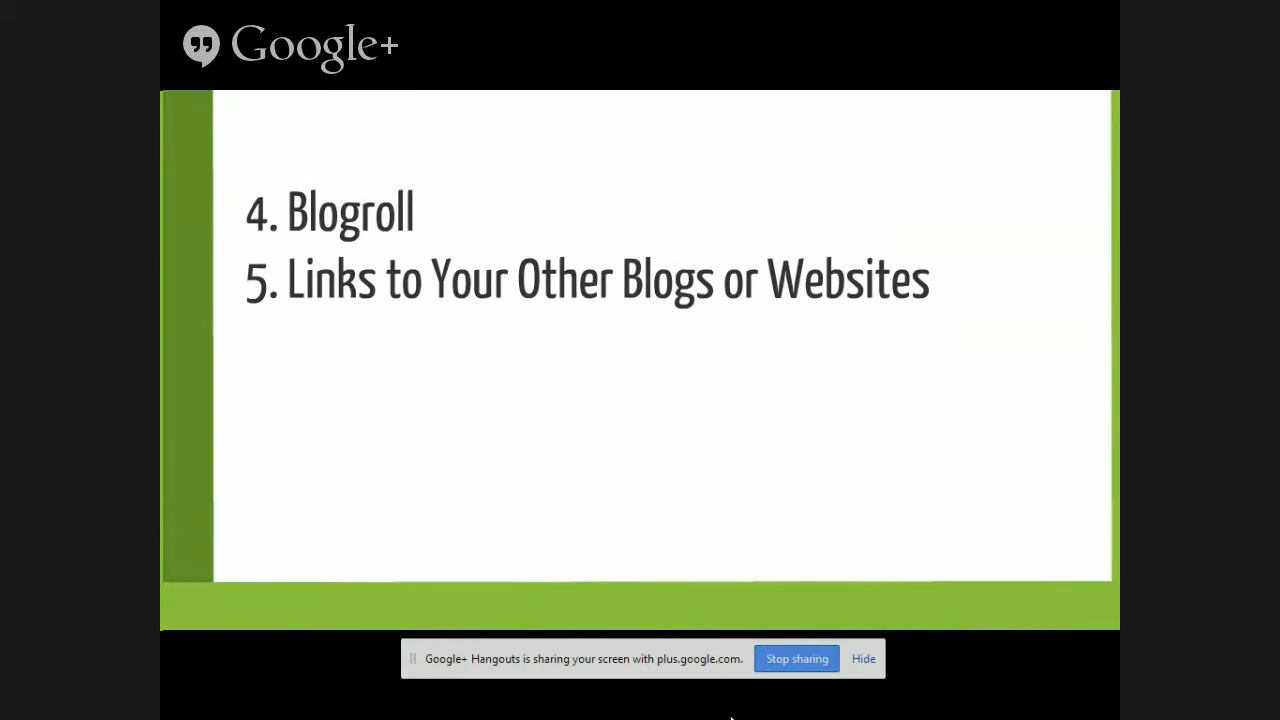 Google+
4. Blogroll
5. Links to Your Other Blogs or Websites
Google+ Hangouts is sharing your screen with plus.google.com. Stop sharing Hide